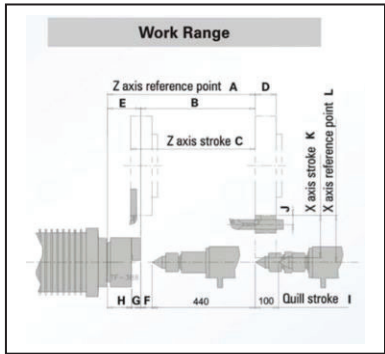 Work Range
Z axis reference point A D
E B
Z axis stroke C
J
X axis stroke K
X axis reference point L
H G F 440 100 Quill stroke I